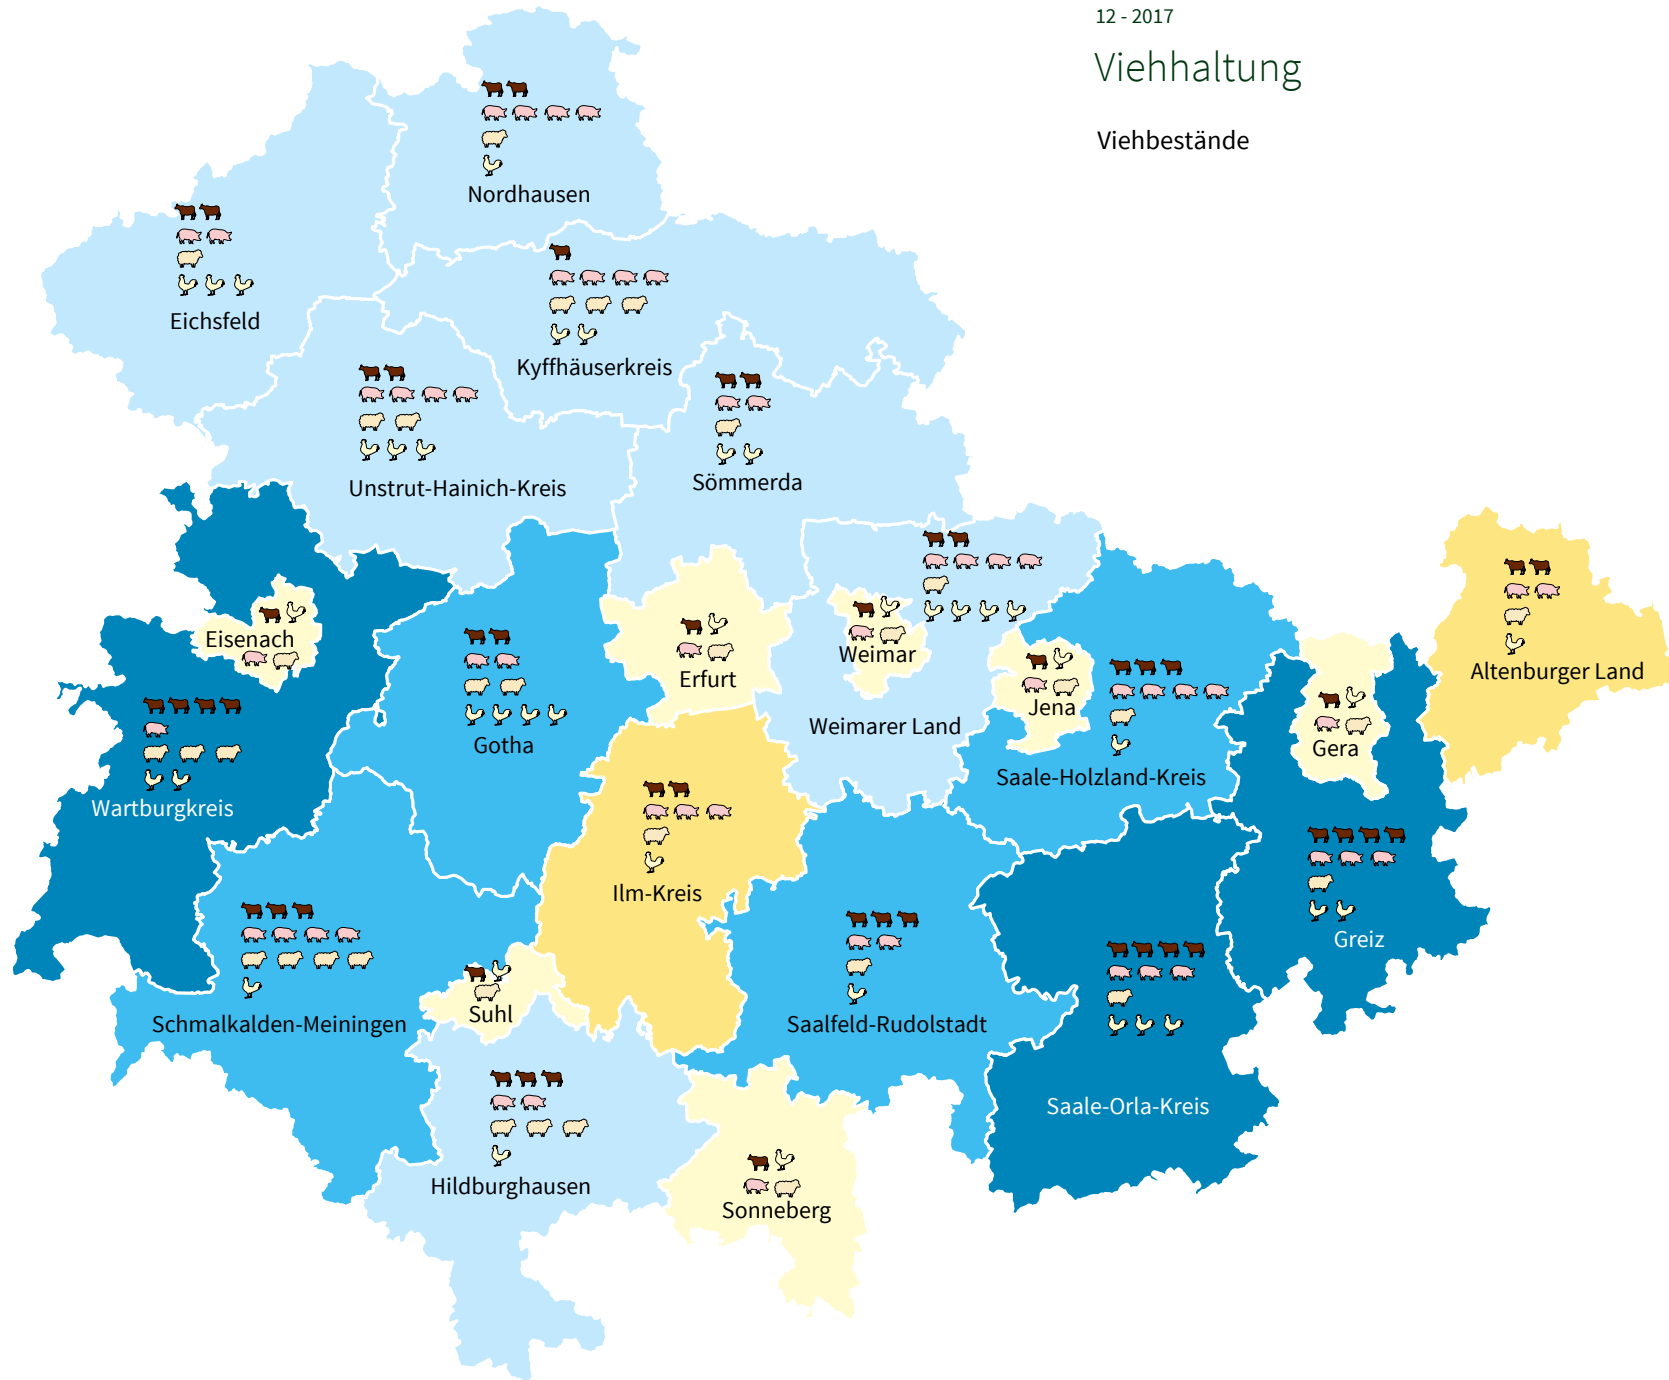 12 - 2017
Viehhaltung
Viehbestände
Nordhausen
Eichsfeld
Kyffhäuserkreis
Unstrut-Hainich-Kreis
Sömmerda
Eisenach
Erfurt
Weimar
Altenburger Land
Jena
Weimarer Land
Gotha
Gera
Saale-Holzland-Kreis
Wartburgkreis
Ilm-Kreis
Greiz
Suhl
Schmalkalden-Meiningen
Saalfeld-Rudolstadt
Saale-Orla-Kreis
Hildburghausen
Sonneberg